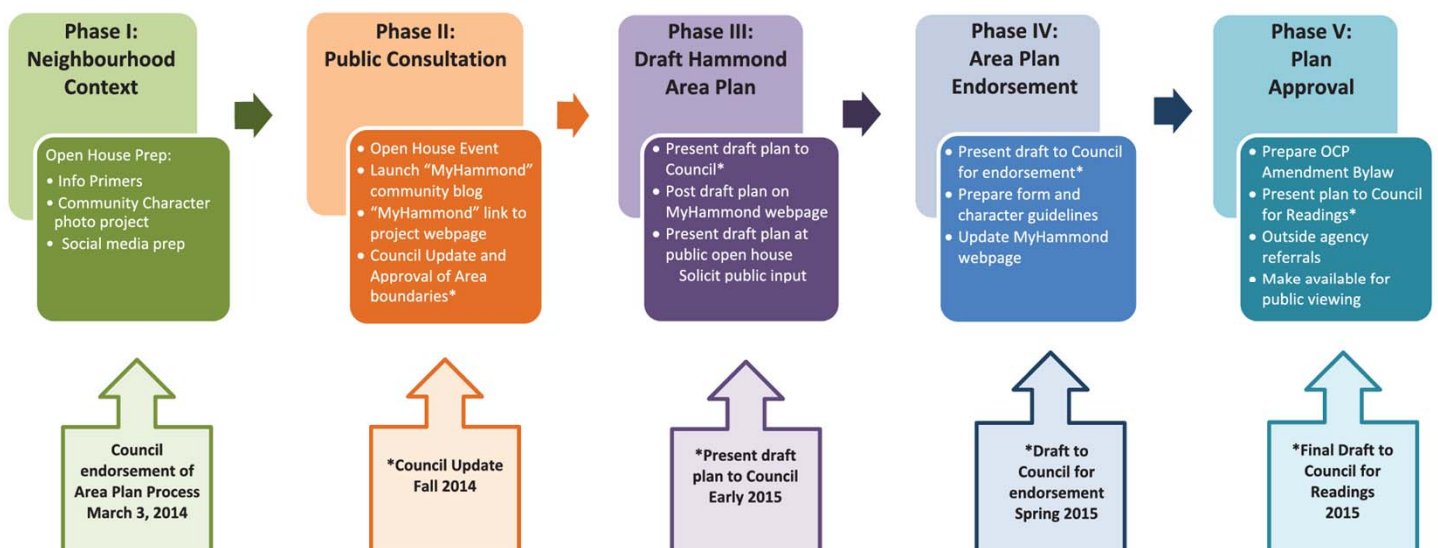 Phase I:
Neighbourhood
Context
Open House Prep:
• Info Primers
• Community Character
photo project
• Social media prep
Phase II:
Public Consultation
• Open House Event
• Launch “MyHammond”
community blog
• “MyHammond” link to
project webpage
• Council Update and
Approval of Area
boundaries*
Phase III:
Draft Hammond
Area Plan
• Present draft plan to
Council*
• Post draft plan on
MyHammond webpage
• Present draft plan at
public open house
Solicit public input
Phase IV:
Area Plan
Endorsement
• Present draft to Council
for endorsement*
• Prepare form and
character guidelines
• Update MyHammond
webpage
Phase V:
Plan
Approval
• Prepare OCP
Amendment Bylaw
• Present plan to Council
for Readings*
• Outside agency
referrals
• Make available for
public viewing
Council
endorsement of
Area Plan Process
March 3, 2014
*Council Update
Fall 2014
*Present draft
plan to Council
Early 2015
*Draft to
Council for
endorsement
Spring 2015
*Final Draft to
Council for
Readings
2015